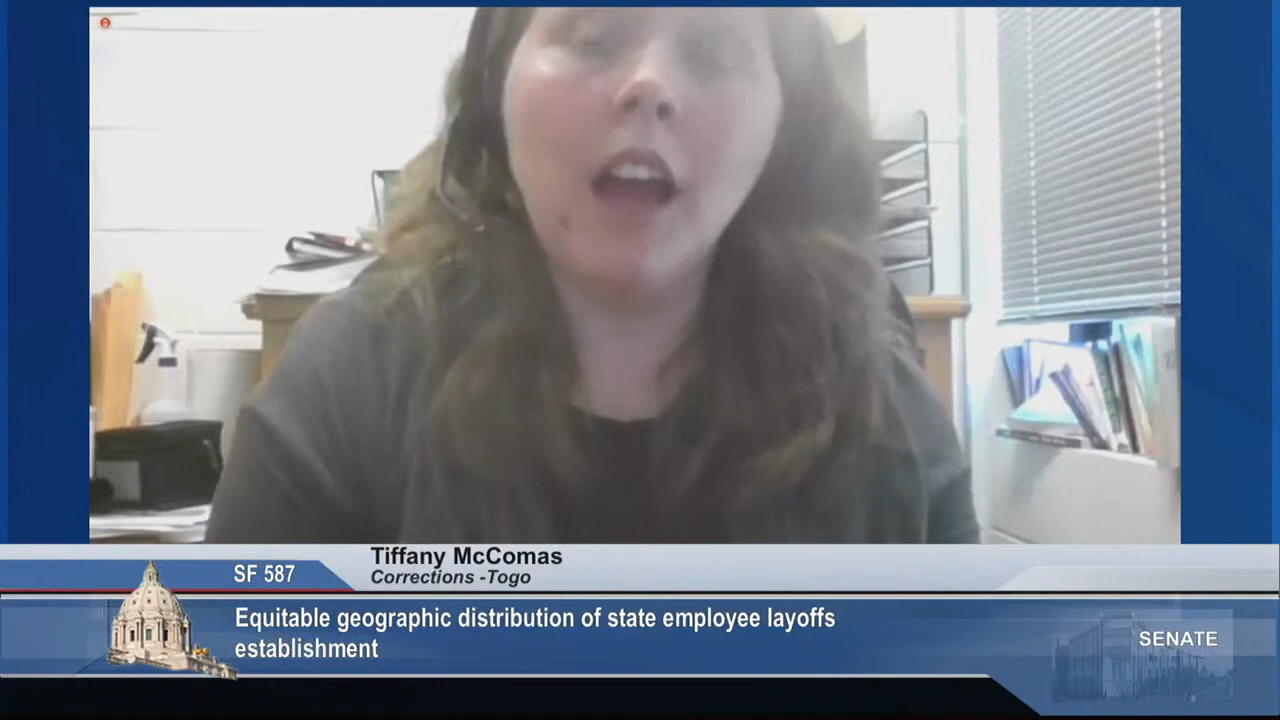 Tiffany McComas
SF 587
Corrections -Togo
Equitable geographic distribution of state employee layoffs
establishment
SENATE